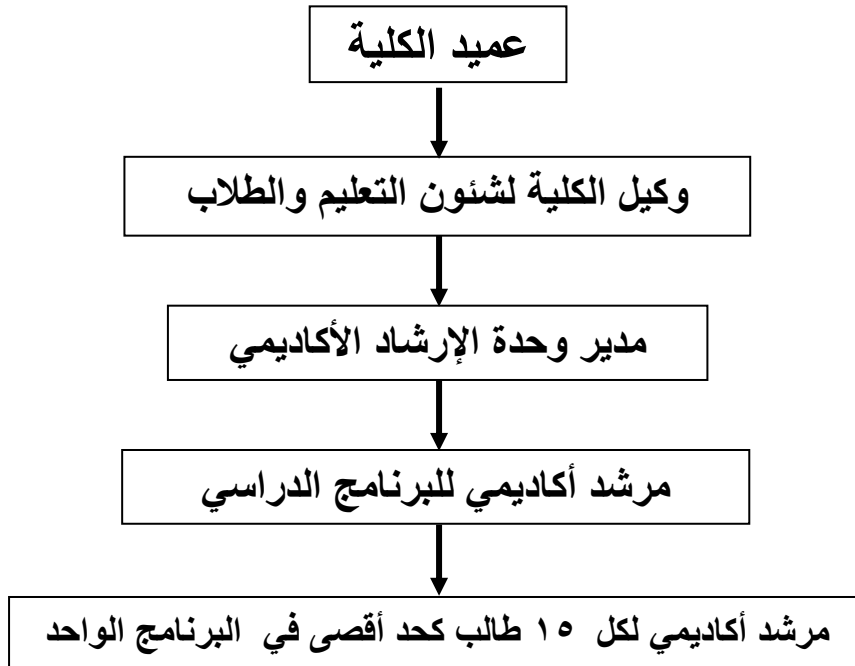 عميد الكلية
وكيل الكلية لشئون التعليم والطلاب
مدير وحدة الإرشاد الأكاديمي
مرشد أكاديمي للبرنامج الدراسي
مرشد أكاديمي لكل ١٥ طالب كحد أقصى في البرنامج الواحد